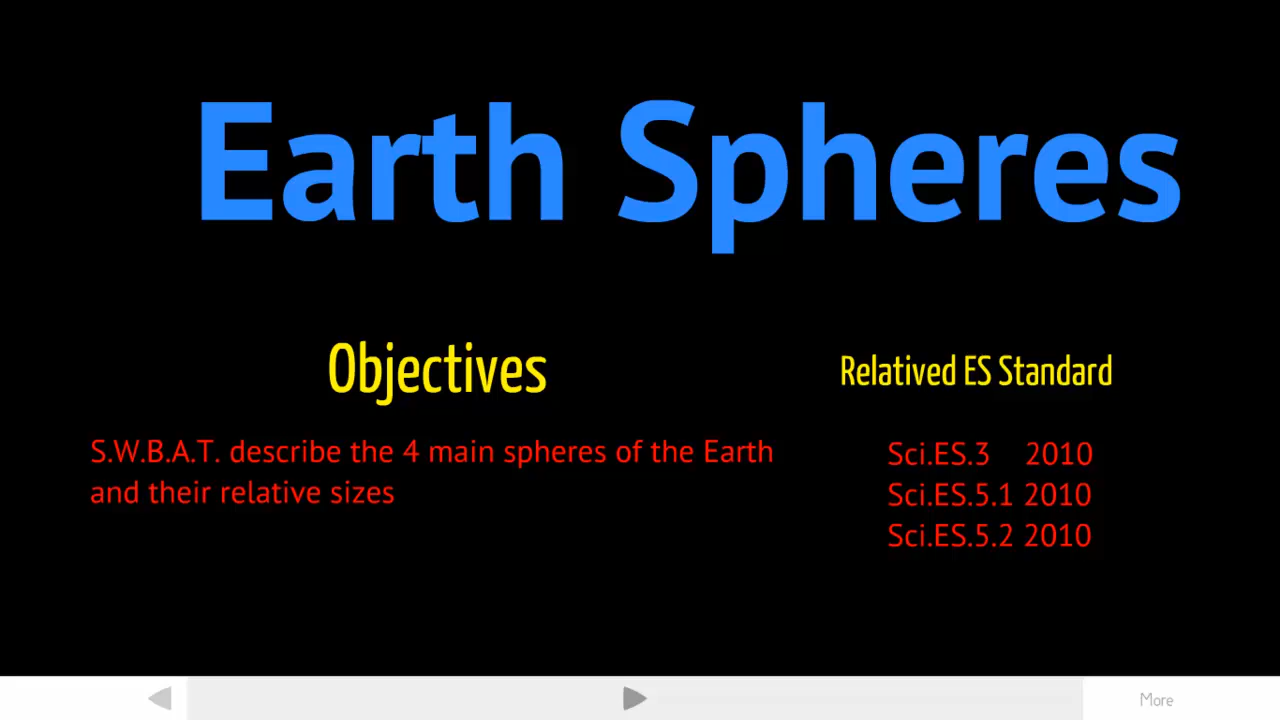 Earth Spheres
Objectives
S.W.B.A.T. describe the 4 main spheres of the Earth
and their relative sizes
Relatived ES Standard
Sci.ES.3 2010
Sci.ES.5.1 2010
Sci.ES.5.2 2010
More